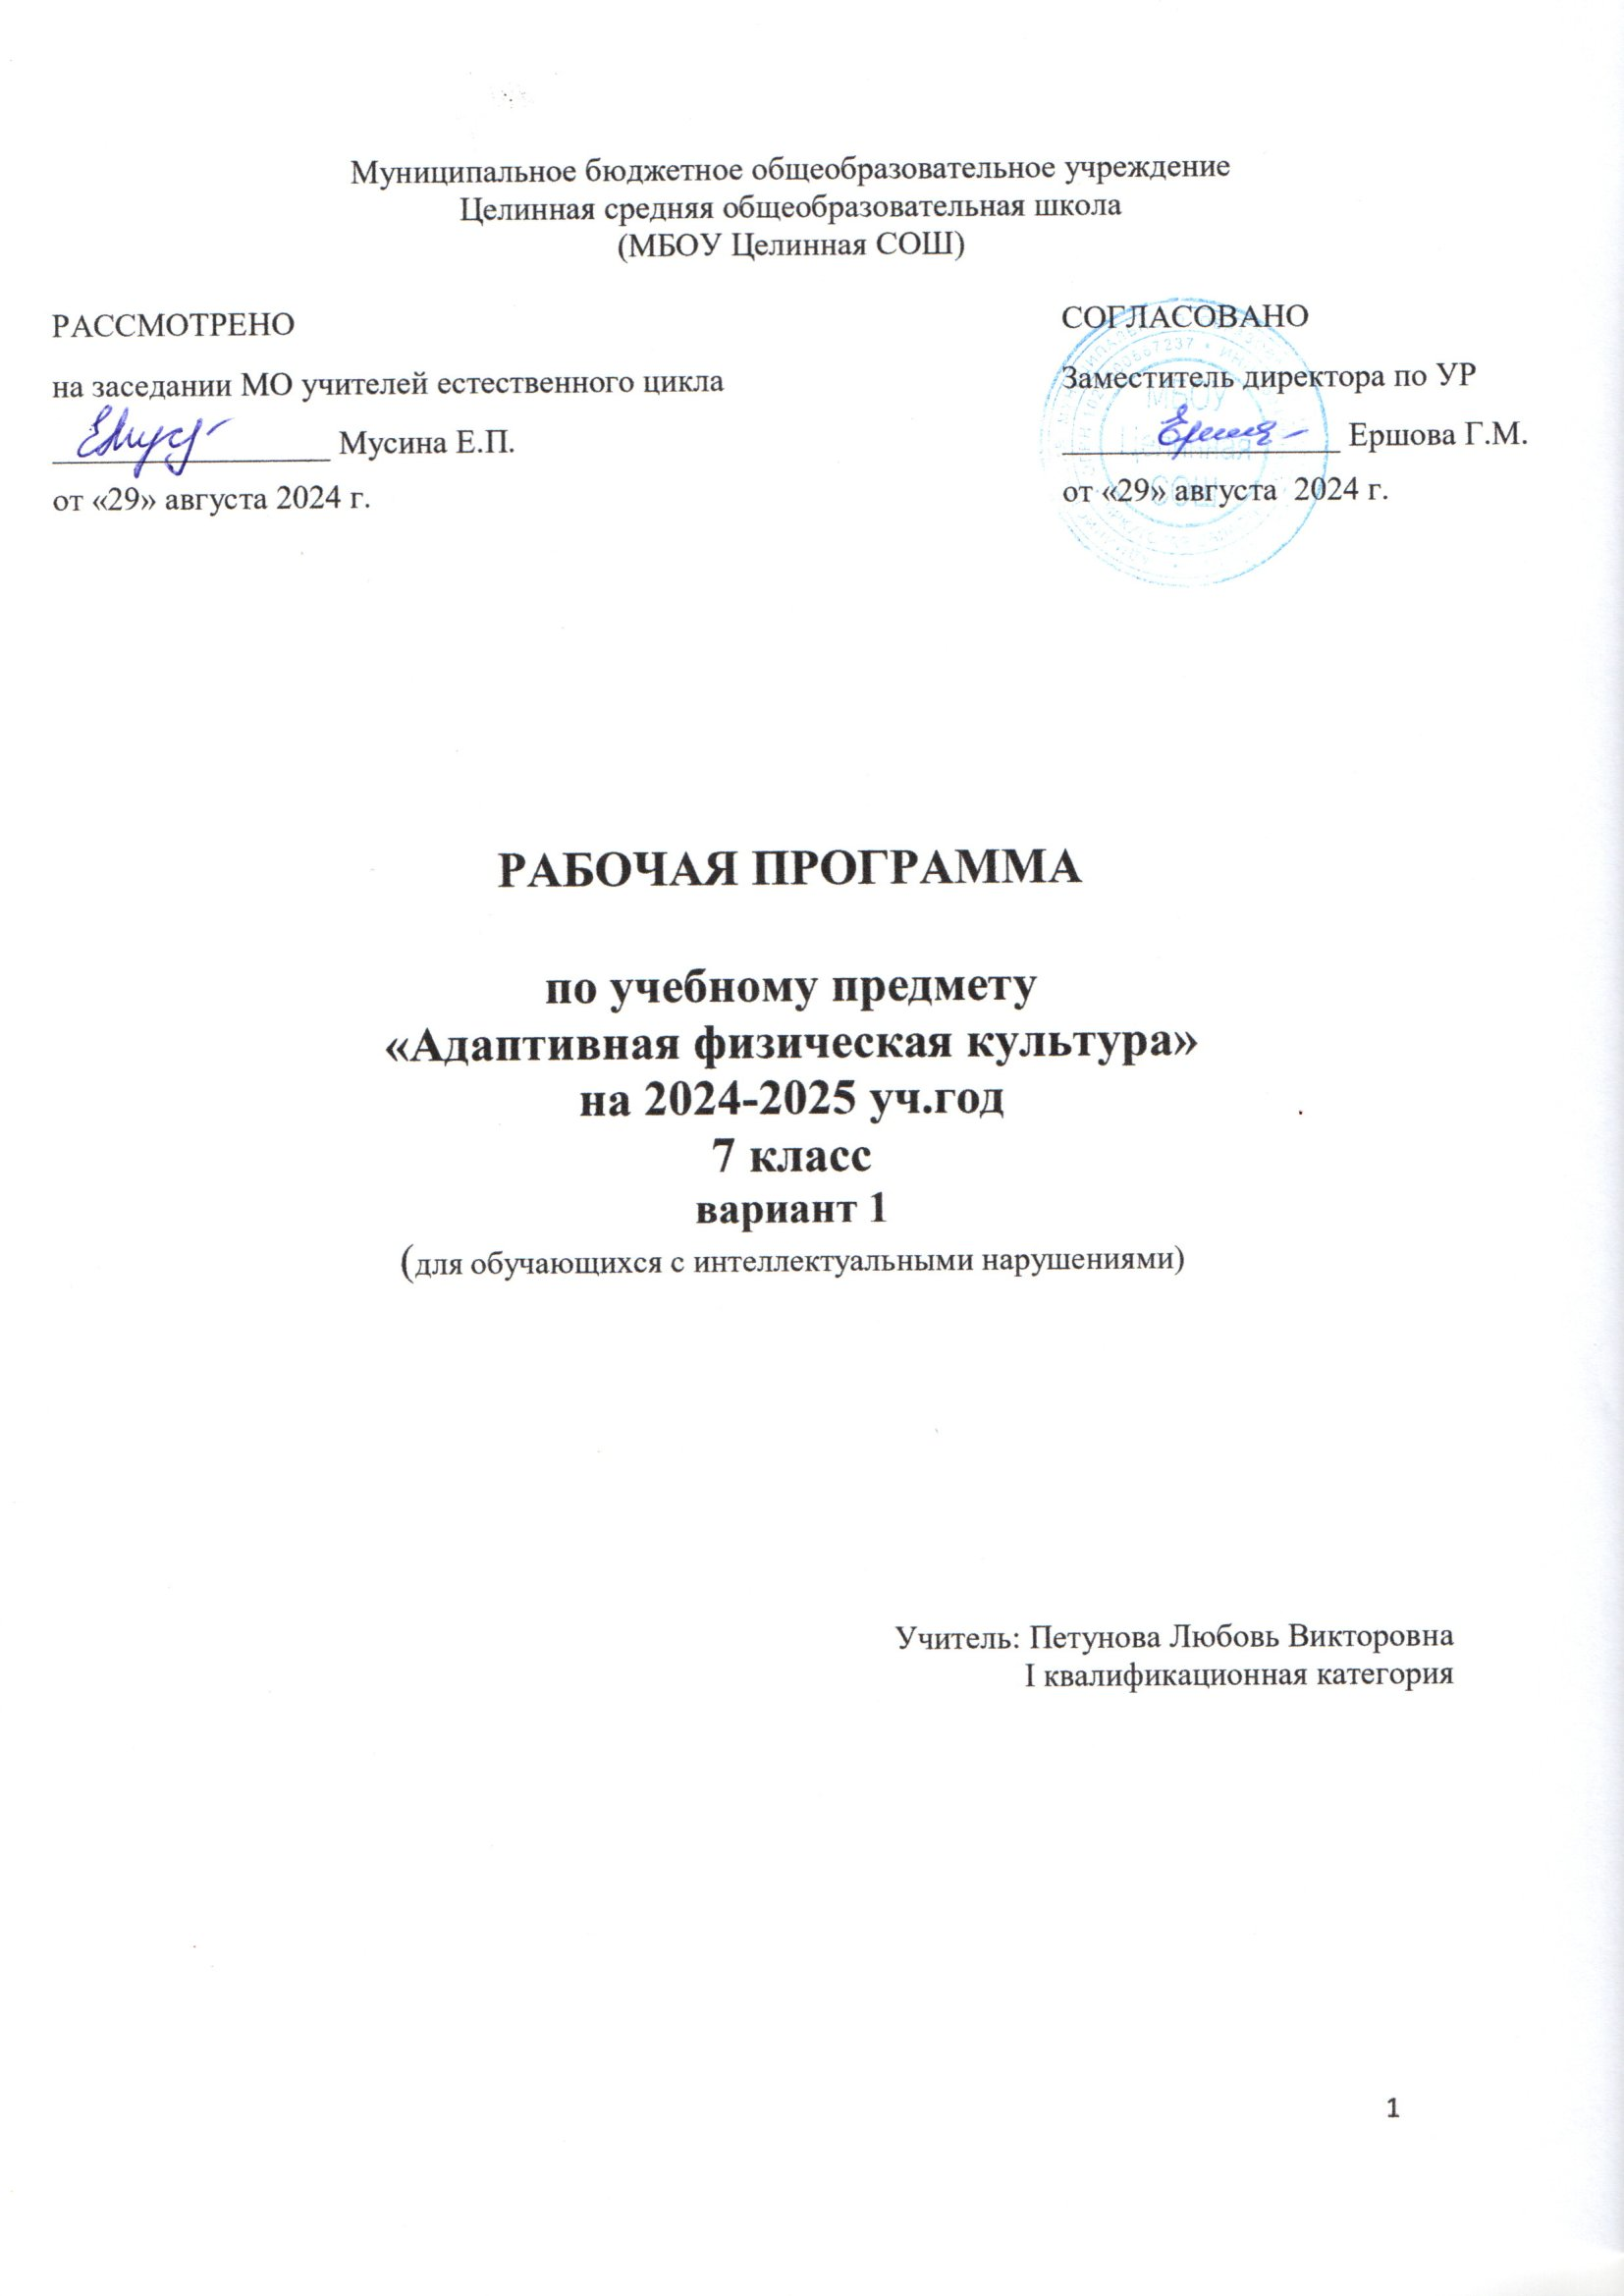 Муниципальное бюджетное общеобразовательное учреждение
Целинная средняя общеобразовательная школа
(МБОУ Целинная СОШ)
РАССМОТРЕНО
на заседании МО учителей естественного цикла
Мусина Е.П.
от «29» августа 2024 г.
СОГЛАСОВАНО
Заместитель директора по УР
Ершова Г.М.
от «29» августа 2024 г.
МБОУ
Целинная
СОШ
РАБОЧАЯ ПРОГРАММА
по учебному предмету
«Адаптивная физическая культура»
на 2024-2025 уч.год
7 класс
вариант 1
(для обучающихся с интеллектуальными нарушениями)
Учитель: Петунова Любовь Викторовна
I квалификационная категория
1